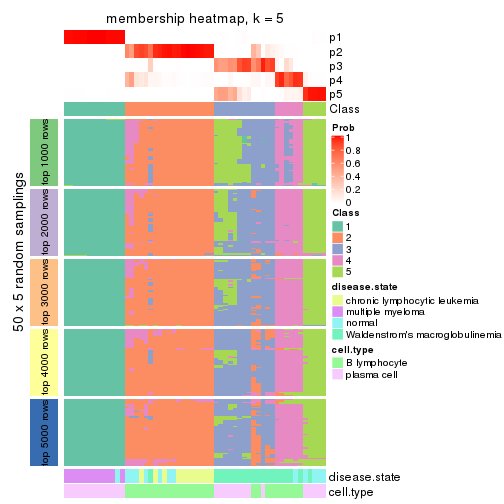 membership heatmap, k = 5
p1
p2
p3
p4
p5
Class
50 x 5 random samplings
top 1000 rows
top 2000 rows
top 3000 rows
top 4000 rows
top 5000 rows
Prob
1
0.8
0.6
0.4
0.2
0
Class
1
2
3
4
5
disease.state
chronic lymphocytic leukemia
multiple myeloma
normal
Waldenstrom's macroglobulinemia
cell.type
B lymphocyte
plasma cell
disease.state
cell.type